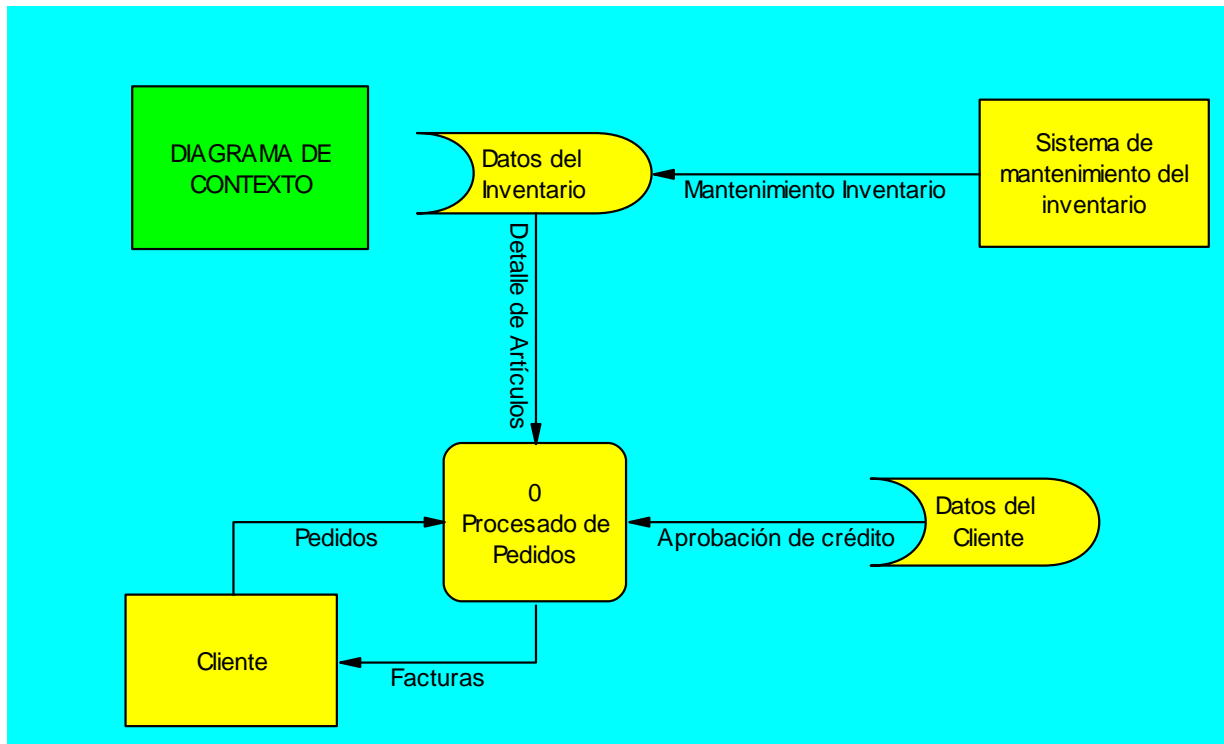 DIAGRAMA DE
CONTEXTO
Datos del
Inventario
Mantenimiento Inventario
Sistema de
mantenimiento del
inventario
Detalle de Artículos
0
Procesado de
Pedidos
Pedidos
Aprobación de crédito
Datos del
Cliente
Cliente
Facturas